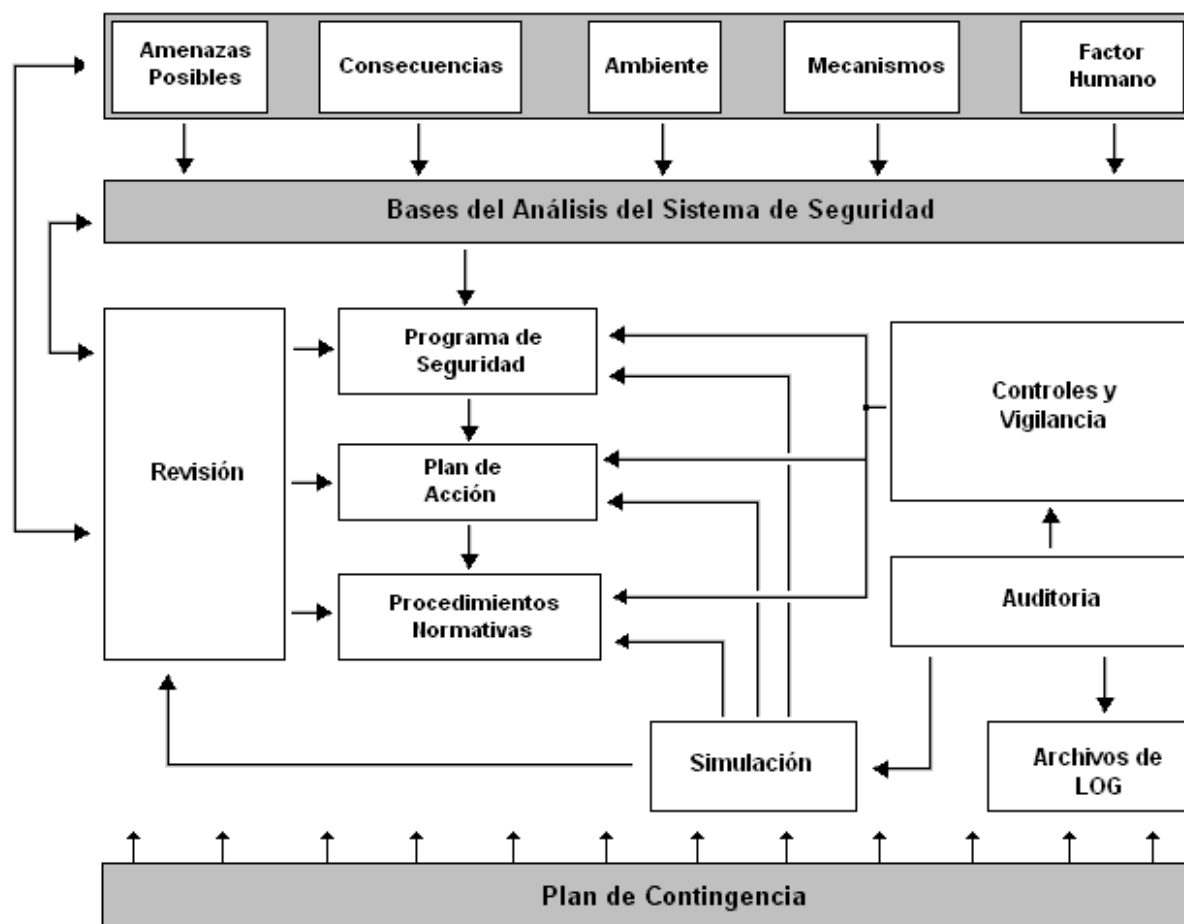 Amenazas
Posibles
Consecuencias
Ambiente
Mecanismos
Factor
Humano
Bases del Análisis del Sistema de Seguridad
Revisión
Programa de
Seguridad
Plan de
Acción
Procedimientos
Normativas
Controles y
Vigilancia
Auditoria
Simulación
Archivos de
LOG
Plan de Contingencia